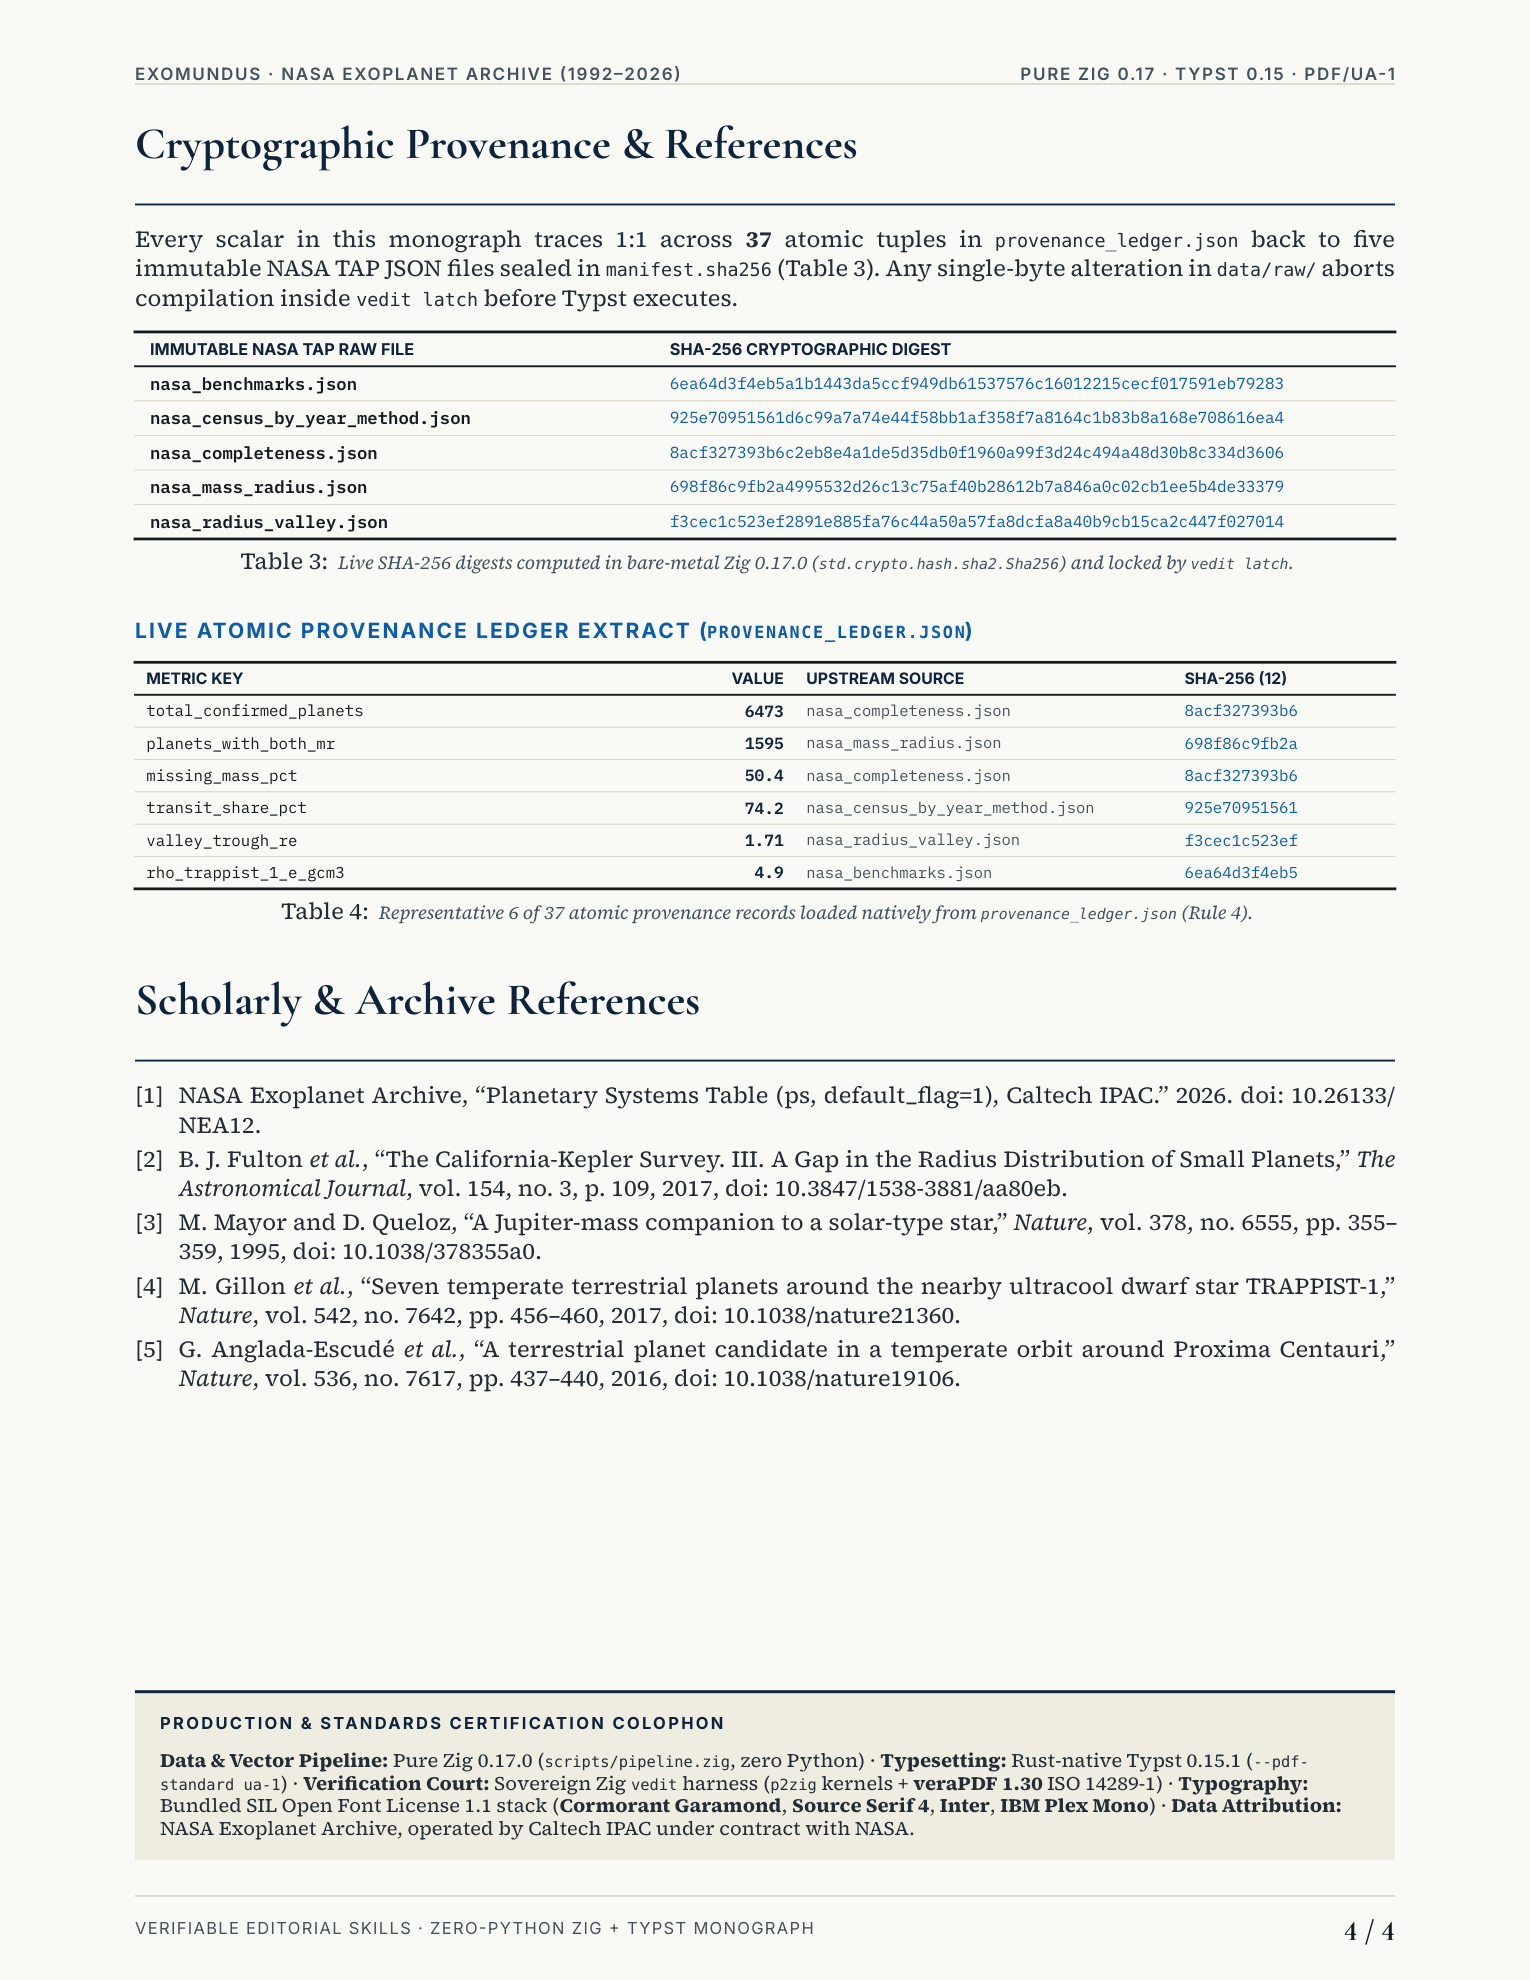 EXOMUNDUS · NASA EXOPLANET ARCHIVE (1992–2026)
PURE ZIG 0.17 · TYPST 0.15 · PDF/UA-1
Cryptographic Provenance & References
Every scalar in this monograph traces 1:1 across 37 atomic tuples in provenance_ledger.json back to five
immutable NASA TAP JSON files sealed in manifest.sha256 (Table 3). Any single-byte alteration in data/raw/ aborts
compilation inside vedit latch before Typst executes.
IMMUTABLE NASA TAP RAW FILE SHA-256 CRYPTOGRAPHIC DIGEST
nasa_benchmarks.json 6ea64d3f4eb5a1b1443da5ccf949db61537576c16012215cecf017591eb79283
nasa_census_by_year_method.json 925e70951561d6c99a7a74e44f58bb1af358f7a8164c1b83b8a168e708616ea4
nasa_completeness.json 8acf327393b6c2eb8e4a1de5d35db0f1960a99f3d24c494a48d30b8c334d3606
nasa_mass_radius.json 698f86c9fb2a4995532d26c13c75af40b28612b7a846a0c02cb1ee5b4de33379
nasa_radius_valley.json f3cec1c523ef2891e885fa76c44a50a57fa8dcfa8a40b9cb15ca2c447f027014
Table 3: Live SHA-256 digests computed in bare-metal Zig 0.17.0 (std.crypto.hash.sha2.Sha256) and locked by vedit latch.
LIVE ATOMIC PROVENANCE LEDGER EXTRACT (PROVENANCE_LEDGER.JSON)
METRIC KEY VALUE UPSTREAM SOURCE SHA-256 (12)
total_confirmed_planets 6473 nasa_completeness.json 8acf327393b6
planets_with_both_mr 1595 nasa_mass_radius.json 698f86c9fb2a
missing_mass_pct 50.4 nasa_completeness.json 8acf327393b6
transit_share_pct 74.2 nasa_census_by_year_method.json 925e70951561
valley_trough_re 1.71 nasa_radius_valley.json f3cec1c523ef
rho_trappist_1_e_gcm3 4.9 nasa_benchmarks.json 6ea64d3f4eb5
Table 4: Representative 6 of 37 atomic provenance records loaded natively from provenance_ledger.json (Rule 4).
Scholarly & Archive References
[1] NASA Exoplanet Archive, “Planetary Systems Table (ps, default_flag=1), Caltech IPAC.” 2026. doi: 10.26133/
NEA12.
[2] B. J. Fulton et al., “The California-Kepler Survey. III. A Gap in the Radius Distribution of Small Planets,” The
Astronomical Journal, vol. 154, no. 3, p. 109, 2017, doi: 10.3847/1538-3881/aa80eb.
[3] M. Mayor and D. Queloz, “A Jupiter-mass companion to a solar-type star,” Nature, vol. 378, no. 6555, pp. 355–
359, 1995, doi: 10.1038/378355a0.
[4] M. Gillon et al., “Seven temperate terrestrial planets around the nearby ultracool dwarf star TRAPPIST-1,”
Nature, vol. 542, no. 7642, pp. 456–460, 2017, doi: 10.1038/nature21360.
[5] G. Anglada-Escudé et al., “A terrestrial planet candidate in a temperate orbit around Proxima Centauri,”
Nature, vol. 536, no. 7617, pp. 437–440, 2016, doi: 10.1038/nature19106.
PRODUCTION & STANDARDS CERTIFICATION COLOPHON
Data & Vector Pipeline: Pure Zig 0.17.0 (scripts/pipeline.zig, zero Python) · Typesetting: Rust-native Typst 0.15.1 (--pdf-
standard ua-1) · Verification Court: Sovereign Zig vedit harness (p2zig kernels + veraPDF 1.30 ISO 14289-1) · Typography:
Bundled SIL Open Font License 1.1 stack (Cormorant Garamond, Source Serif 4, Inter, IBM Plex Mono) · Data Attribution:
NASA Exoplanet Archive, operated by Caltech IPAC under contract with NASA.
VERIFIABLE EDITORIAL SKILLS · ZERO-PYTHON ZIG + TYPST MONOGRAPH
4 / 4